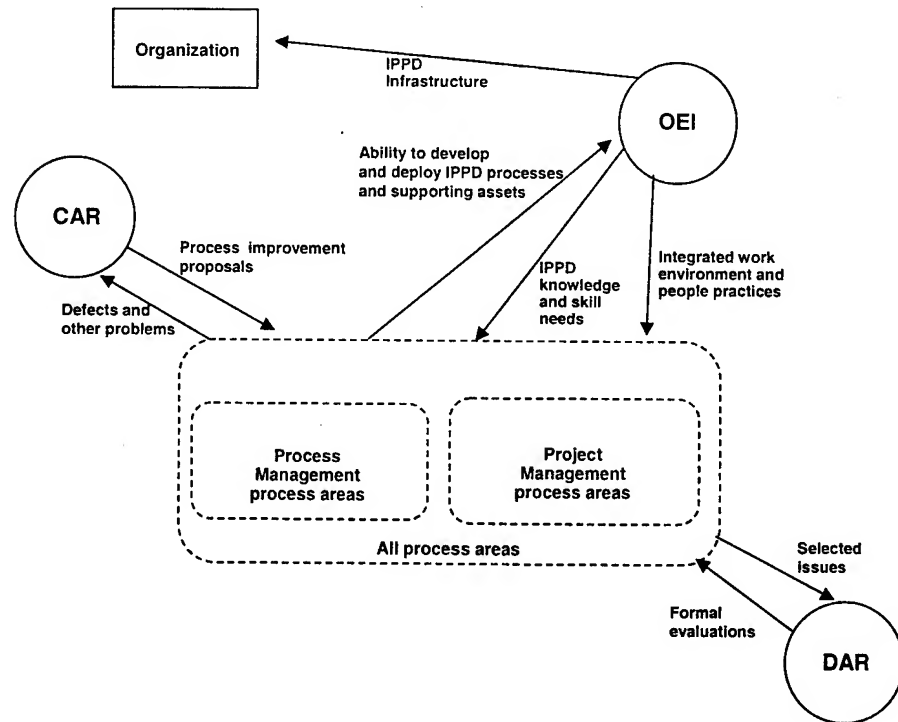 Organization
IPPD
Infrastructure
OEI
Ability to develop
and deploy IPPD processes
and supporting assets
CAR
Process improvement
proposals
Defects and
other problems
IPPD
knowledge
and skill
needs
Integrated work
environment and
people practices
Process
Management
process areas
Project
Management
process areas
All process areas
Selected
issues
Formal
evaluations
DAR